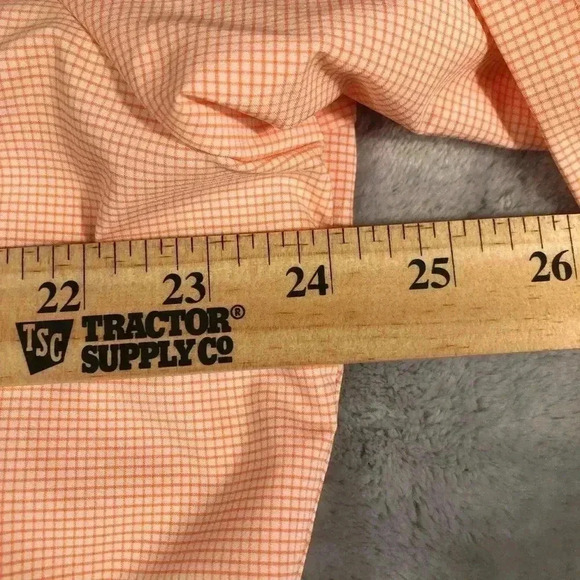 22 23 24 25 26
TSC TRACTOR®
SUPPLY CO